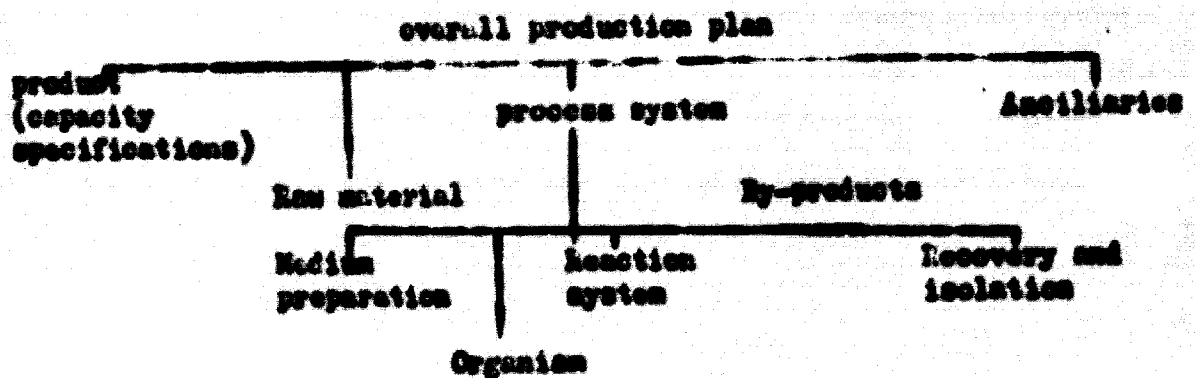 overall production plan
product
(capacity
specifications)
process system
Ancillaries
Raw material
By-products
Medium
preparation
Reaction
system
Recovery and
isolation
Organism